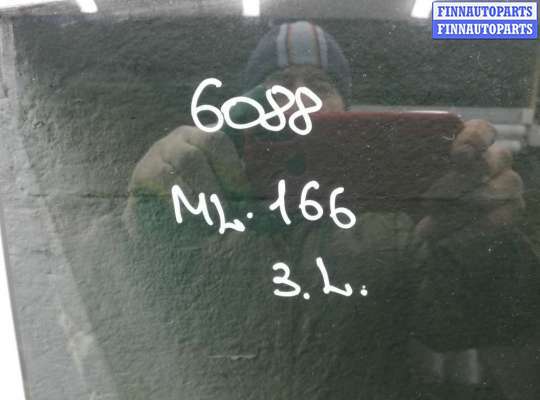 FINNAUTOPARTS
FINNAUTOPARTS
6088
ML. 166
3.L.